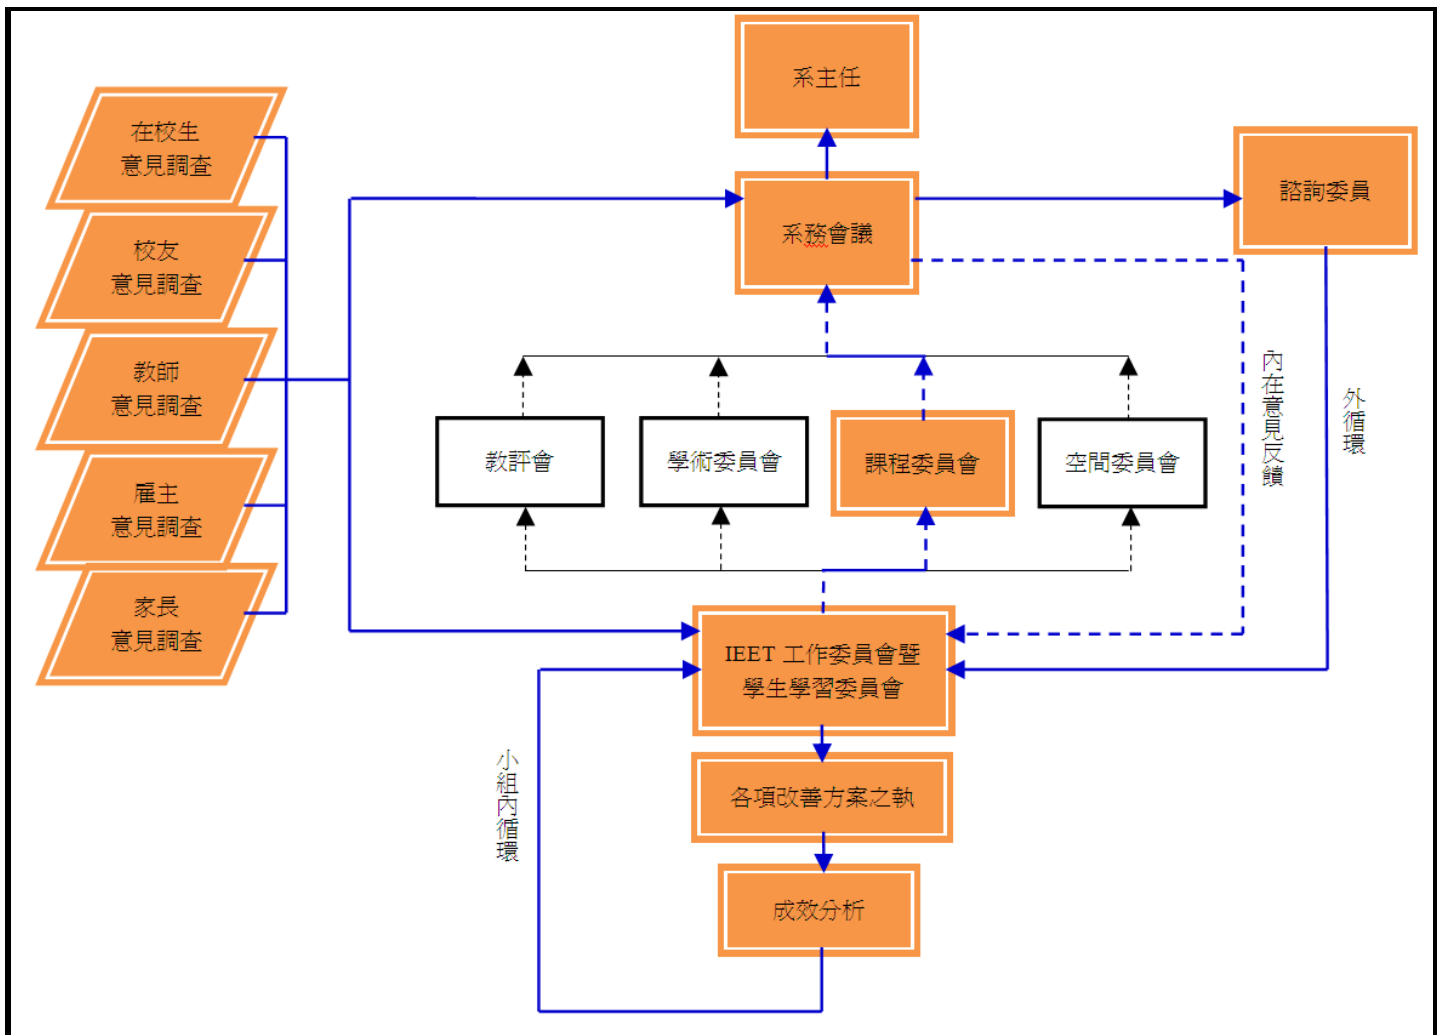 系主任
在校生
意見調查
諮詢委員
系務會議
校友
意見調查
教師
意見調查
內在意見反饋
外循環
教評會
學術委員會
課程委員會
空間委員會
雇主
意見調查
家長
意見調查
IEET 工作委員會暨
學生學習委員會
小組內循環
各項改善方案之執
成效分析